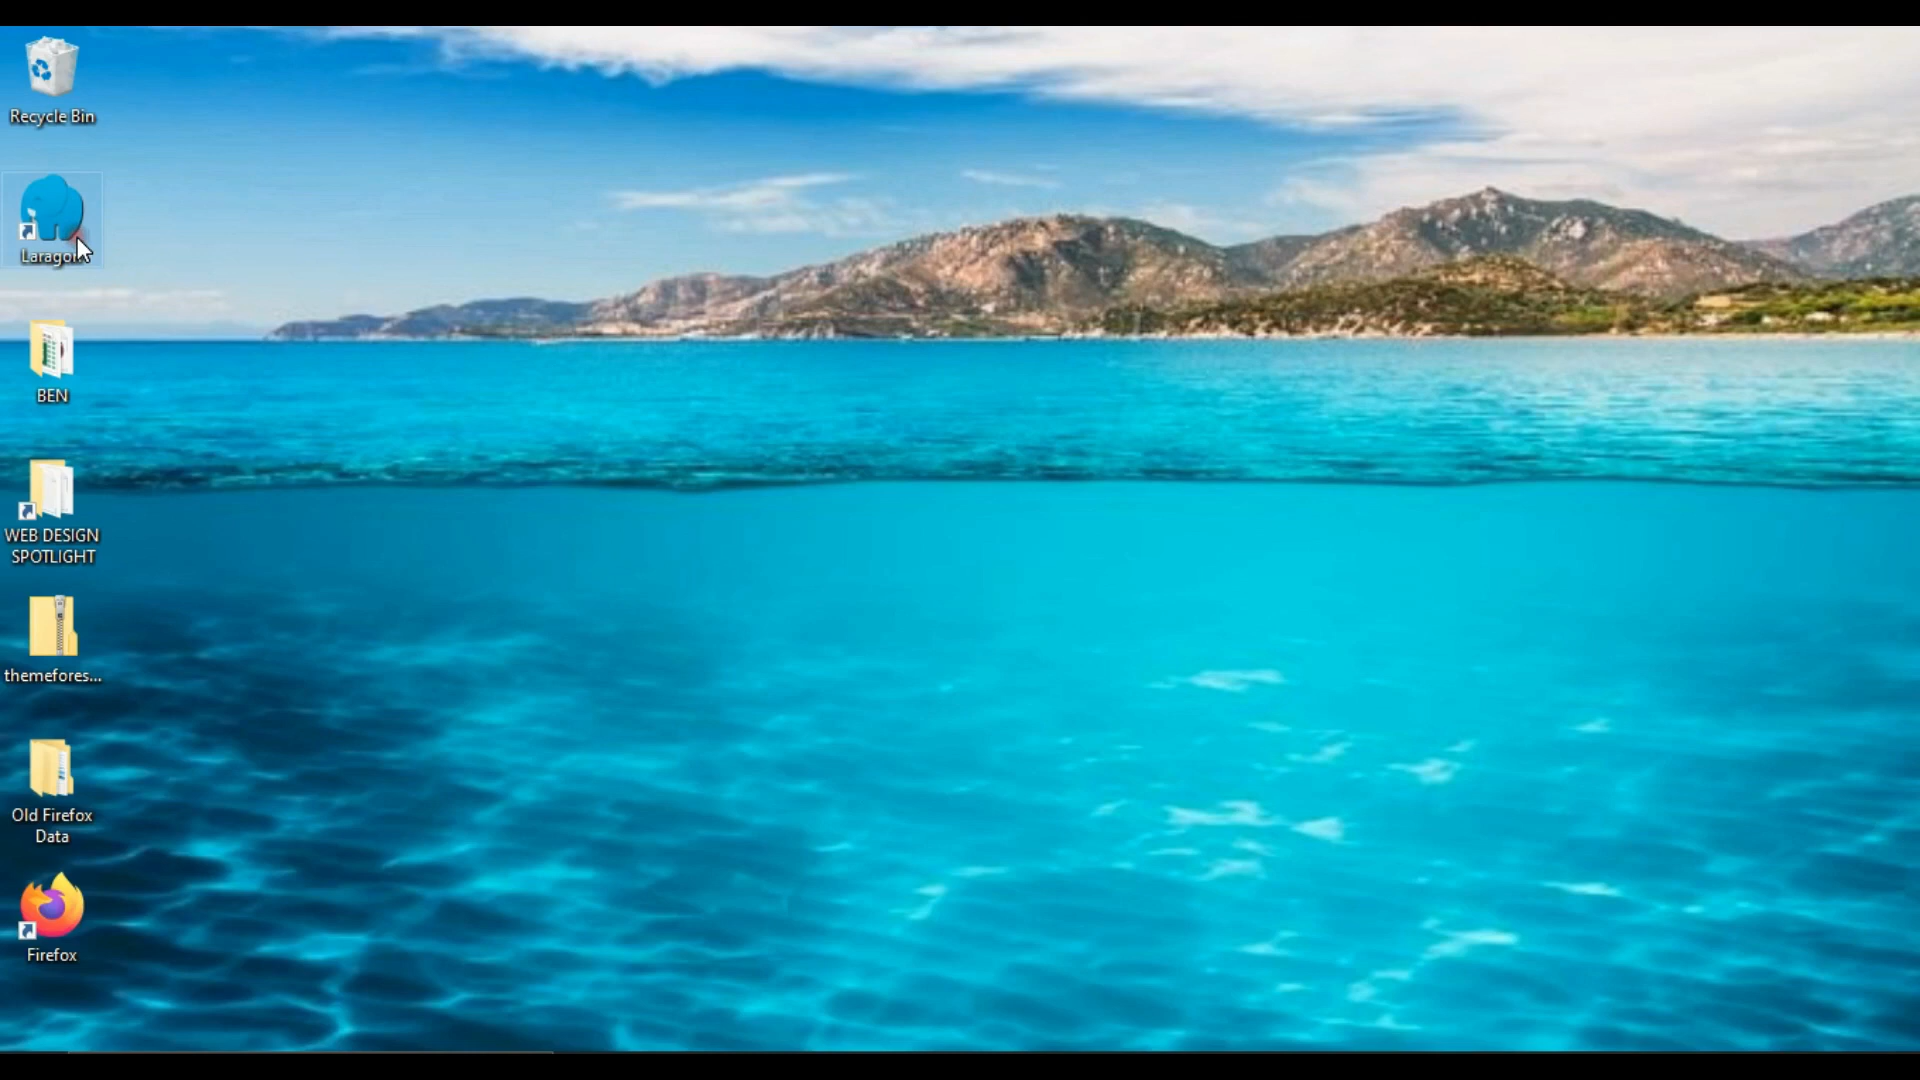 Recycle Bin
Laragon
BEN
WEB DESIGN
SPOTLIGHT
themefores...
Old Firefox
Data
Firefox